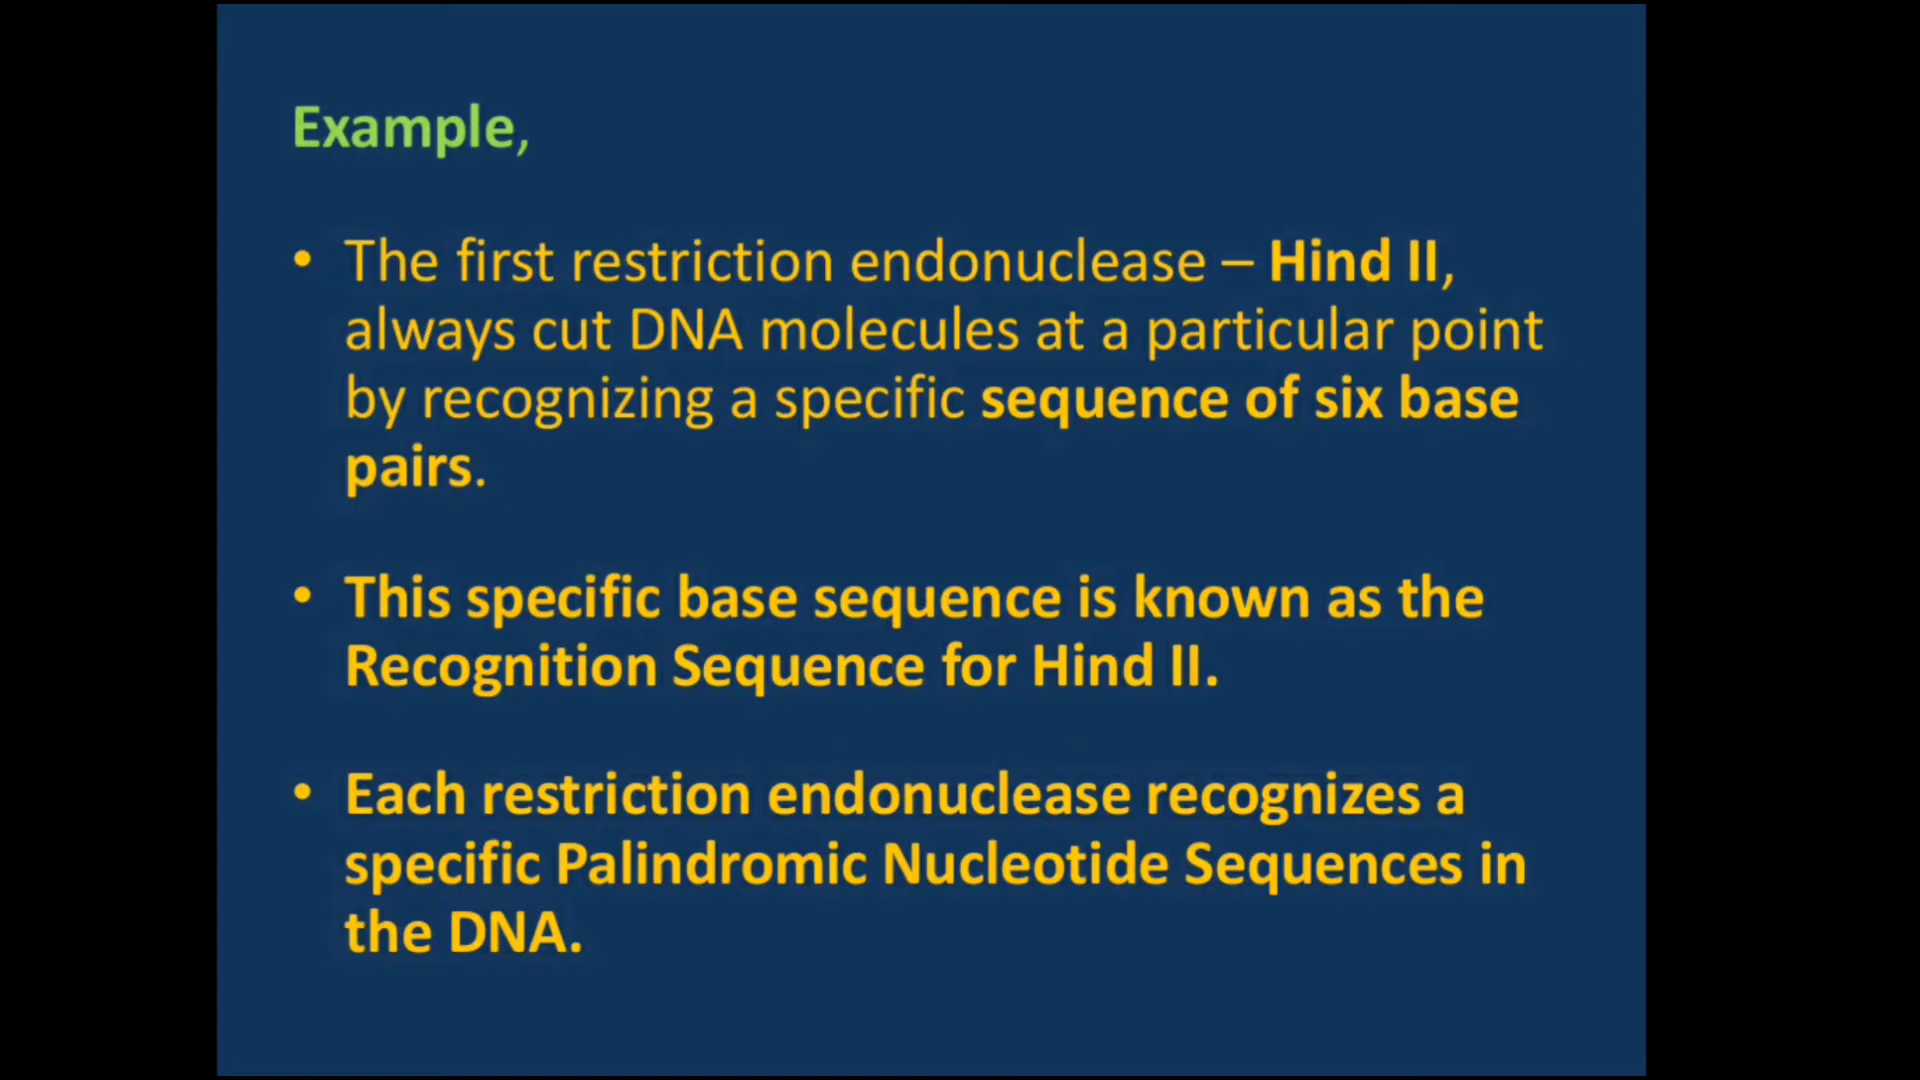 Example,
• The first restriction endonuclease – Hind II,
always cut DNA molecules at a particular point
by recognizing a specific sequence of six base
pairs.
• This specific base sequence is known as the
Recognition Sequence for Hind II.
• Each restriction endonuclease recognizes a
specific Palindromic Nucleotide Sequences in
the DNA.